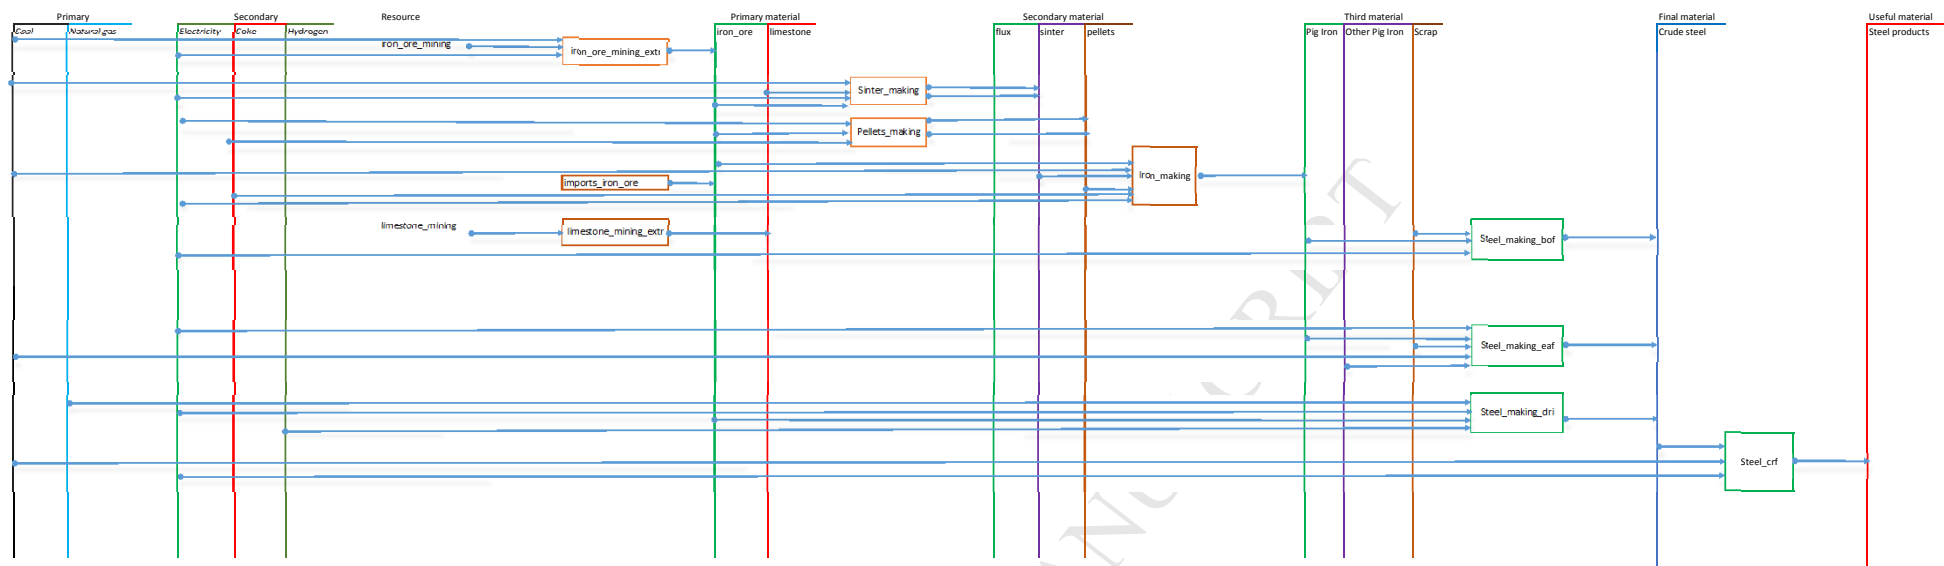 Primary
Secondary
Resource
Primary material
Secondary material
Third material
Final material
Useful material
Coal
Natural gas
Electricity
Coke
Hydrogen
iron_ore
limestone
flux
sinter
pellets
Pig Iron
Other Pig Iron
Scrap
Crude steel
Steel products
iron_ore_mining
iron_ore_mining_extr
Sinter_making
Pellets_making
Iron_making
imports_iron_ore
limestone_mining
limestone_mining_extr
Steel_making_bof
Steel_making_eaf
Steel_making_dri
Steel_crf